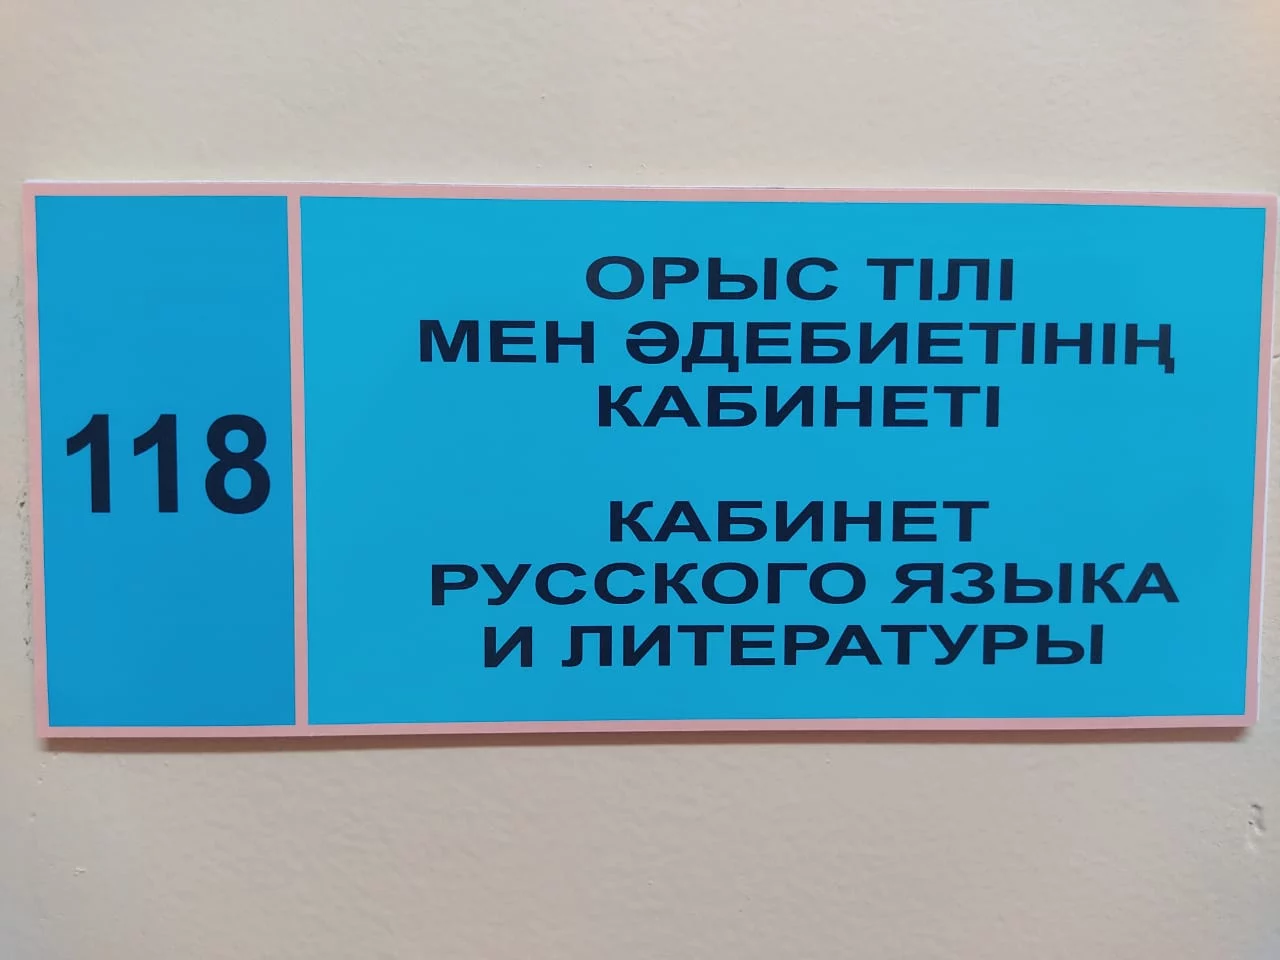 118
ОРЫС ТІЛІ
МЕН ӘДЕБИЕТІНІҢ
КАБИНЕТІ
КАБИНЕТ
РУССКОГО ЯЗЫКА
И ЛИТЕРАТУРЫ